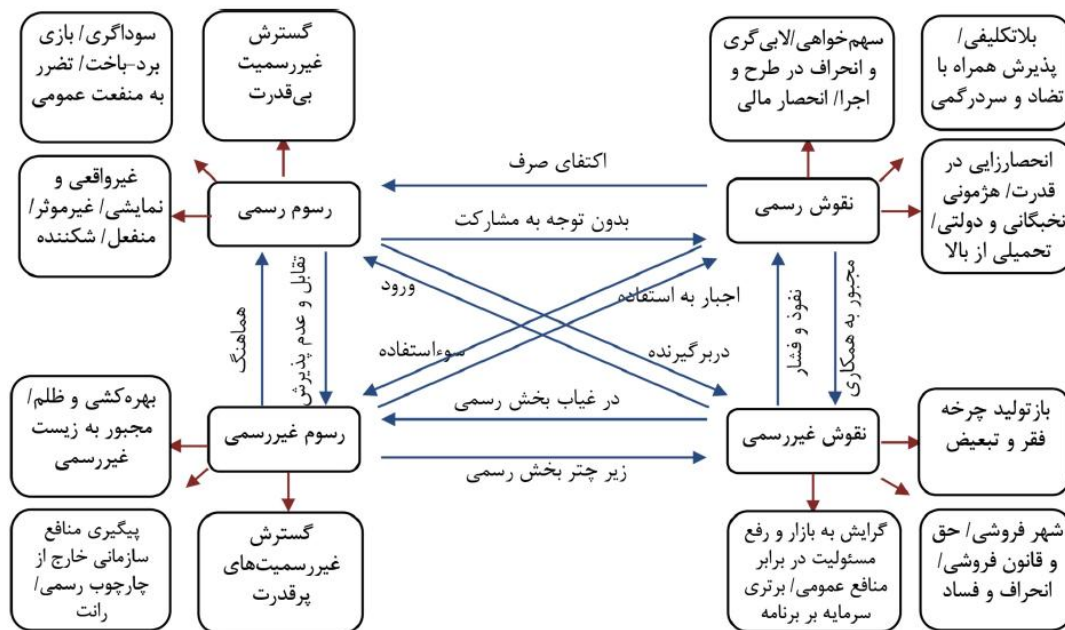 بلاتکلیفی/
پذیرش همراه با
تضاد و سردرگمی
سهم‌خواهی/لابی‌گری
و انحراف در طرح و
اجرا/ انحصار مالی
گسترش
غیررسمیت
بی‌قدرت
سوداگری/ بازی
برد-باخت/ تضرر
به منفعت عمومی
انحصارزایی در
قدرت/ هژمونی
نخبگانی و دولتی/
تحمیلی از بالا
نقوش رسمی
اکتفای صرف
بدون توجه به مشارکت
رسوم رسمی
غیرواقعی و
نمایشی/ غیرموثر/
منفعل/ شکننده
مجبور به همکاری
نفوذ و فشار
اجبار به استفاده
دربرگیرنده
ورود
سوءاستفاده
تقابل و عدم پذیرش
هماهنگ
در غیاب بخش رسمی
زیر چتر بخش رسمی
نقوش غیررسمی
رسوم غیررسمی
بازتولید چرخه
فقر و تبعیض
بهره‌کشی و ظلم/
مجبور به زیست
غیررسمی
شهر فروشی/ حق
و قانون فروشی/
انحراف و فساد
گرایش به بازار و رفع
مسئولیت در برابر
منافع عمومی/ برتری
سرمایه بر برنامه
گسترش
غیررسمیت‌های
پرقدرت
پیگیری منافع
سازمانی خارج از
چارچوب رسمی/
رانت